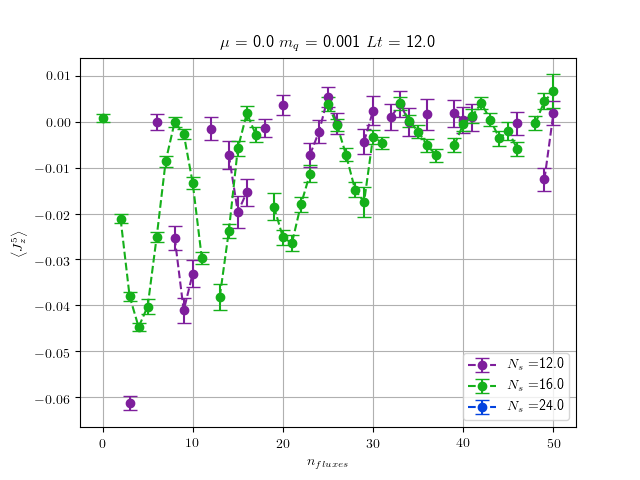 μ = 0.0 m_q = 0.001 Lt = 12.0
0.01
0.00
−0.01
−0.02
−0.03
−0.04
−0.05
−0.06
⟨J_z^5⟩
0 10 20 30 40 50
n_{fluxes}
N_s =12.0
N_s =16.0
N_s =24.0